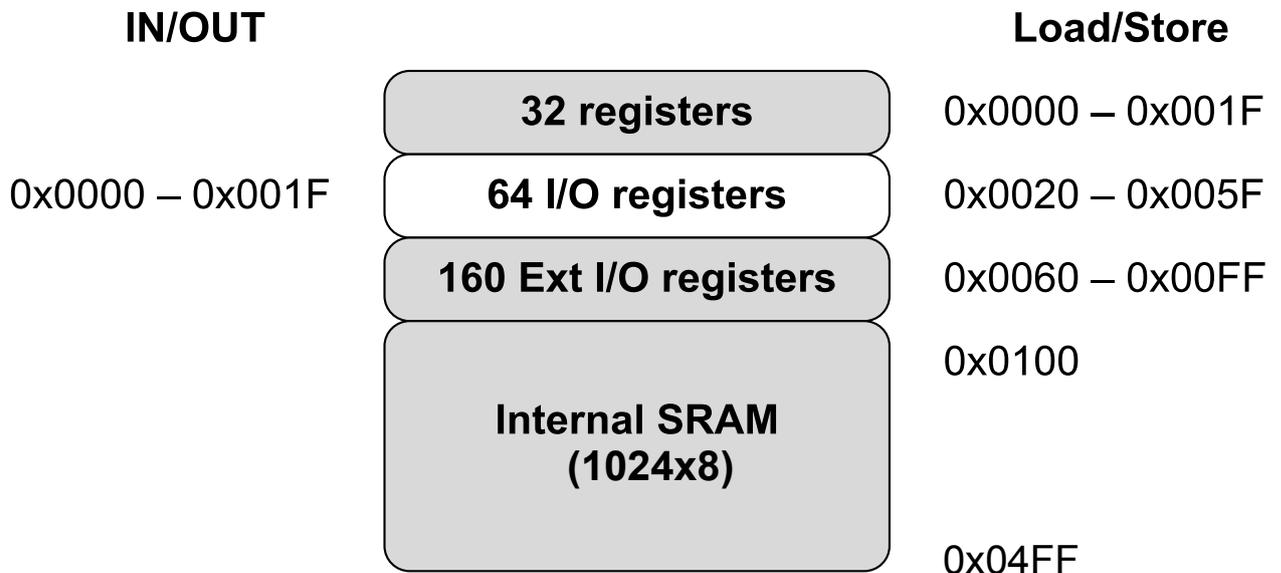 IN/OUT
Load/Store
32 registers
0x0000 – 0x001F
0x0000 – 0x001F
64 I/O registers
0x0020 – 0x005F
160 Ext I/O registers
0x0060 – 0x00FF
0x0100
Internal SRAM
(1024x8)
0x04FF